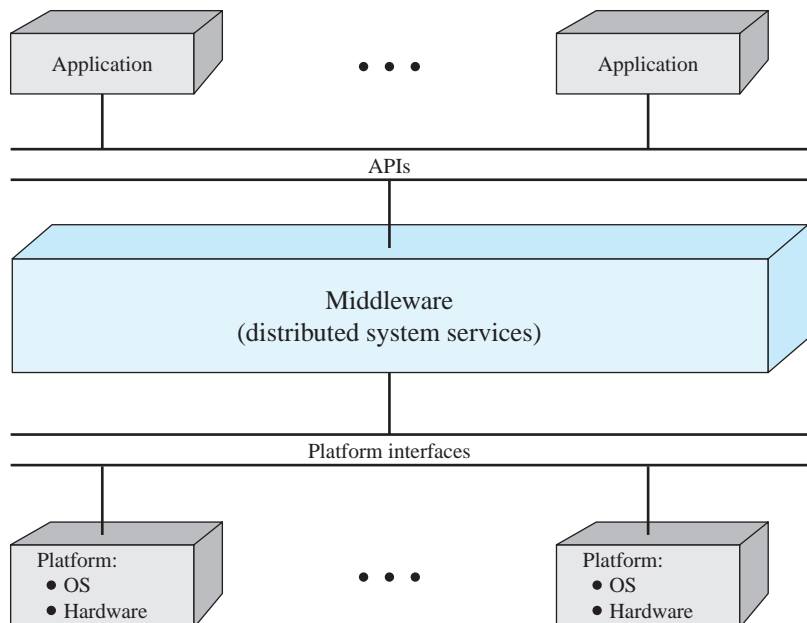 Application
Application
APIs
Middleware
(distributed system services)
Platform interfaces
Platform:
• OS
• Hardware
Platform:
• OS
• Hardware